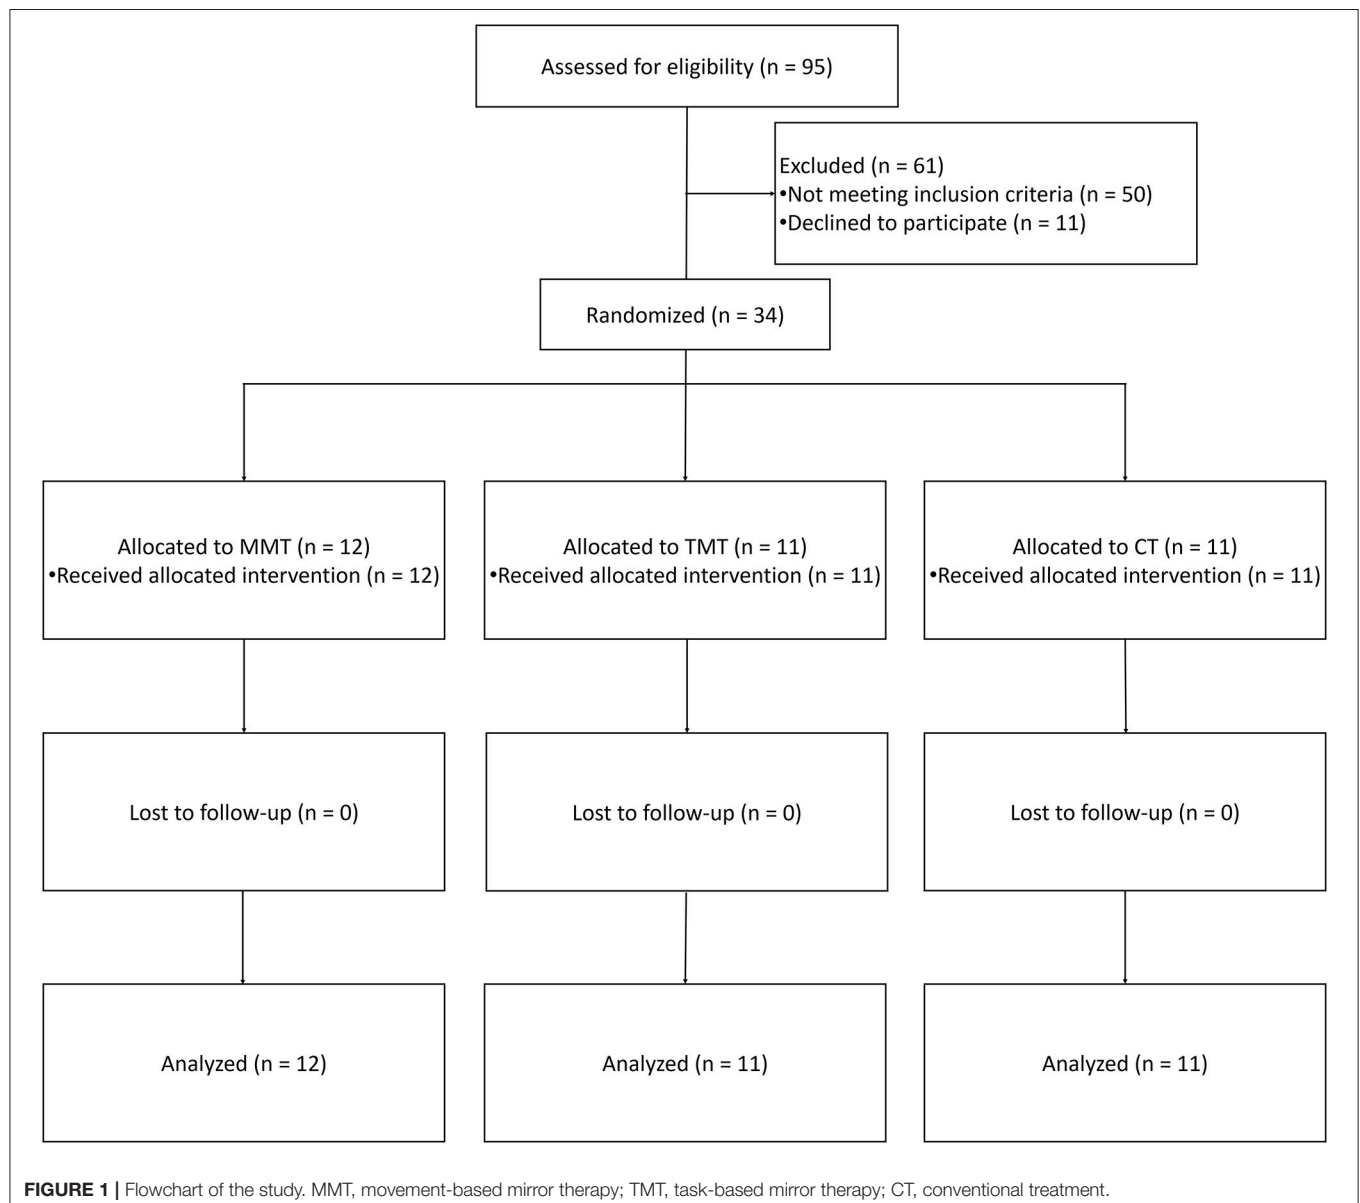 Assessed for eligibility (n = 95)
Excluded (n = 61)
•Not meeting inclusion criteria (n = 50)
•Declined to participate (n = 11)
Randomized (n = 34)
Allocated to MMT (n = 12)
•Received allocated intervention (n = 12)
Allocated to TMT (n = 11)
•Received allocated intervention (n = 11)
Allocated to CT (n = 11)
•Received allocated intervention (n = 11)
Lost to follow-up (n = 0)
Lost to follow-up (n = 0)
Lost to follow-up (n = 0)
Analyzed (n = 12)
Analyzed (n = 11)
Analyzed (n = 11)
FIGURE 1 | Flowchart of the study. MMT, movement-based mirror therapy; TMT, task-based mirror therapy; CT, conventional treatment.